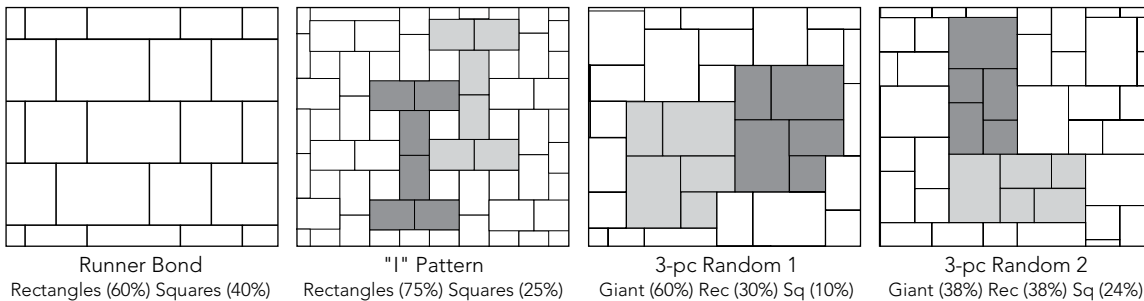 Runner Bond
Rectangles (60%) Squares (40%)
"I" Pattern
Rectangles (75%) Squares (25%)
3-pc Random 1
Giant (60%) Rec (30%) Sq (10%)
3-pc Random 2
Giant (38%) Rec (38%) Sq (24%)